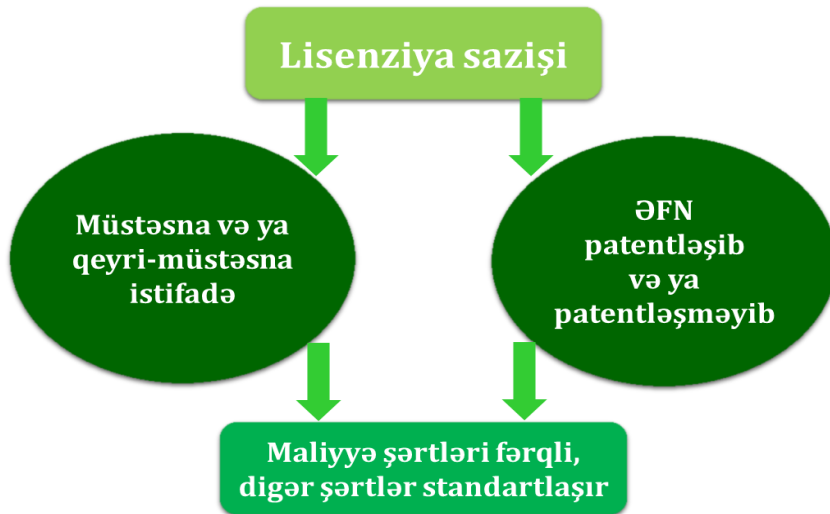 Lisenziya sazişi
Müstəsna və ya
qeyri-müstəsna
istifadə
ƏFN
patentləşib
və ya
patentləşməyib
Maliyyə şərtləri fərqli,
digər şərtlər standartlaşır